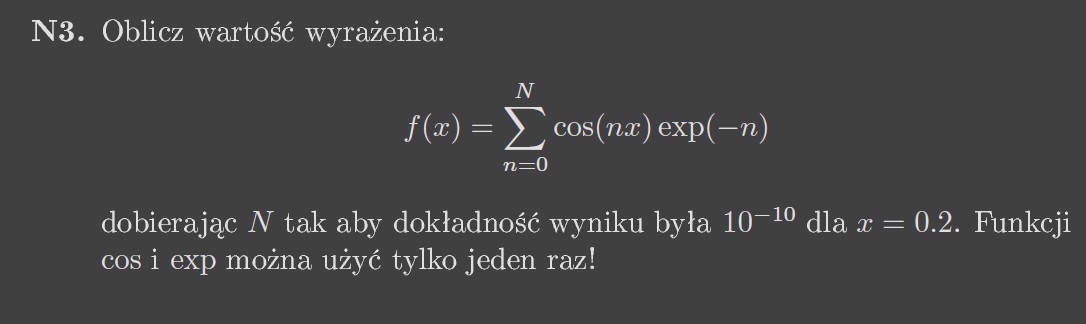 N3. Oblicz wartość wyrażenia:
N
f(x) = ∑ cos(nx) exp(−n)
n=0
dobierając N tak aby dokładność wyniku była 10⁻¹⁰ dla x = 0.2. Funkcji
cos i exp można użyć tylko jeden raz!